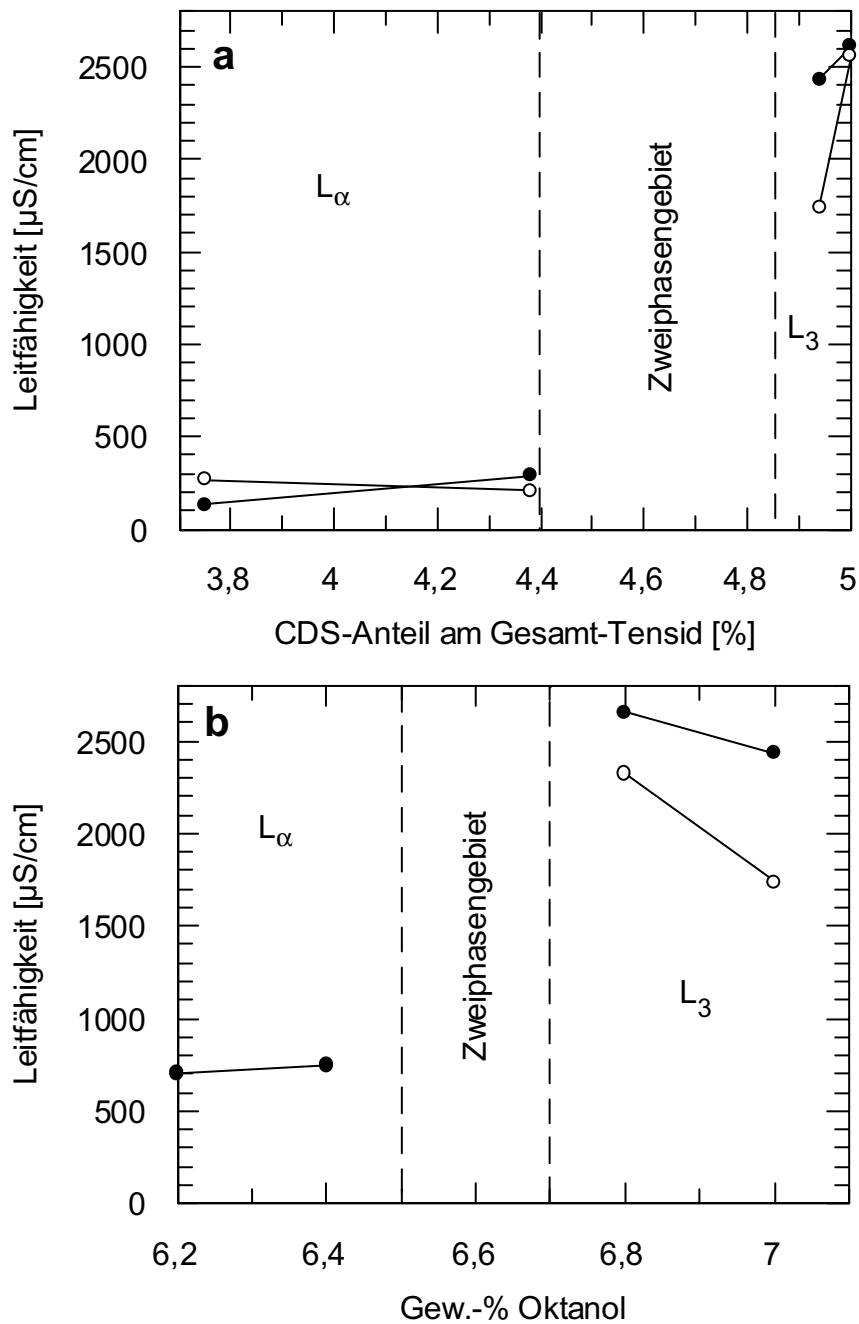 a
2500
2000
1500
1000
500
0
Leitfähigkeit [µS/cm]
Lα
Zweiphasengebiet
L3
3,8 4 4,2 4,4 4,6 4,8 5
CDS-Anteil am Gesamt-Tensid [%]
b
2500
2000
1500
1000
500
0
Leitfähigkeit [µS/cm]
Lα
Zweiphasengebiet
L3
6,2 6,4 6,6 6,8 7
Gew.-% Oktanol